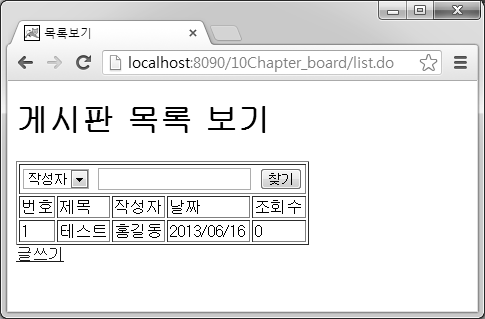 목록보기
localhost:8090/10Chapter_board/list.do
게시판 목록 보기
작성자 찾기
번호 제목 작성자 날짜 조회수
1 테스트 홍길동 2013/06/16 0
글쓰기